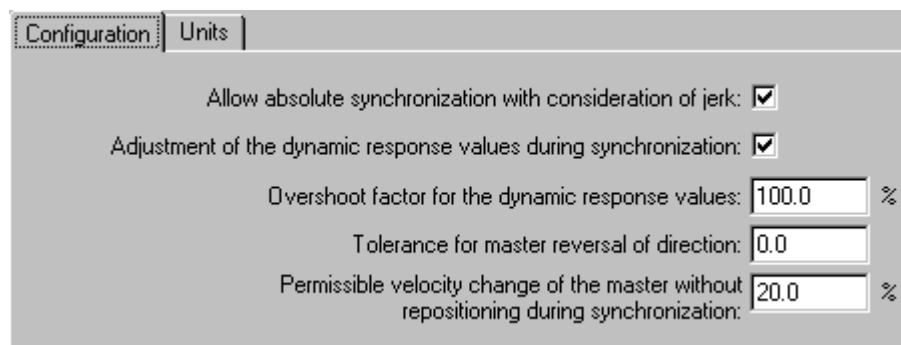 Configuration Units
Allow absolute synchronization with consideration of jerk:
Adjustment of the dynamic response values during synchronization:
Overshoot factor for the dynamic response values: 100.0 %
Tolerance for master reversal of direction: 0.0
Permissible velocity change of the master without 20.0 %
repositioning during synchronization: